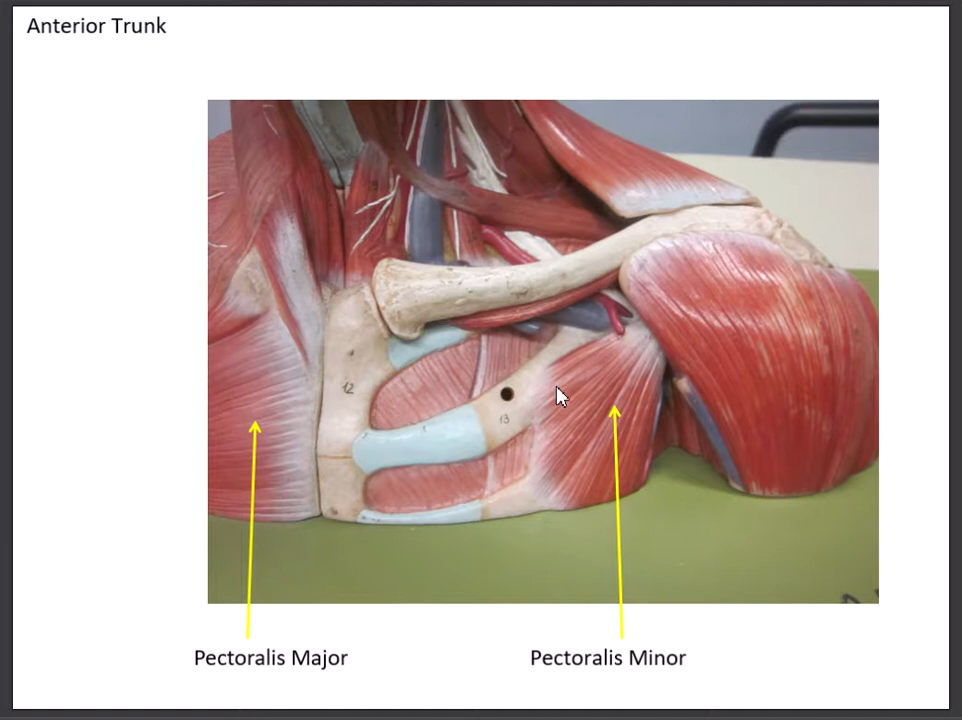 Anterior Trunk
12
13
Pectoralis Major
Pectoralis Minor